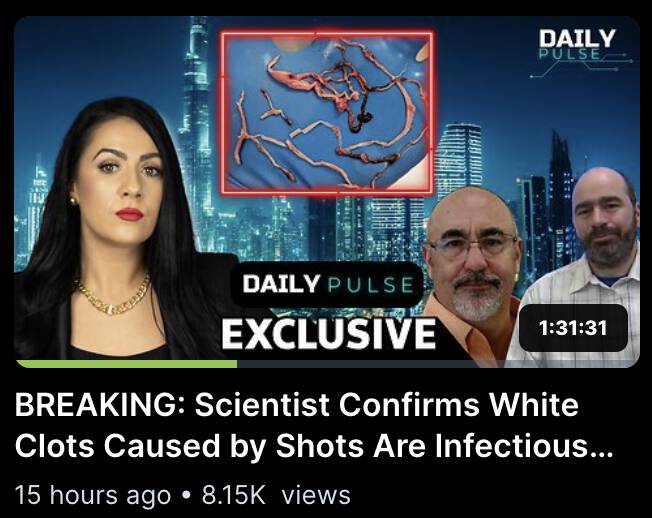 DAILY
PULSE
DAILY PULSE
EXCLUSIVE
1:31:31
BREAKING: Scientist Confirms White
Clots Caused by Shots Are Infectious...
15 hours ago • 8.15K views